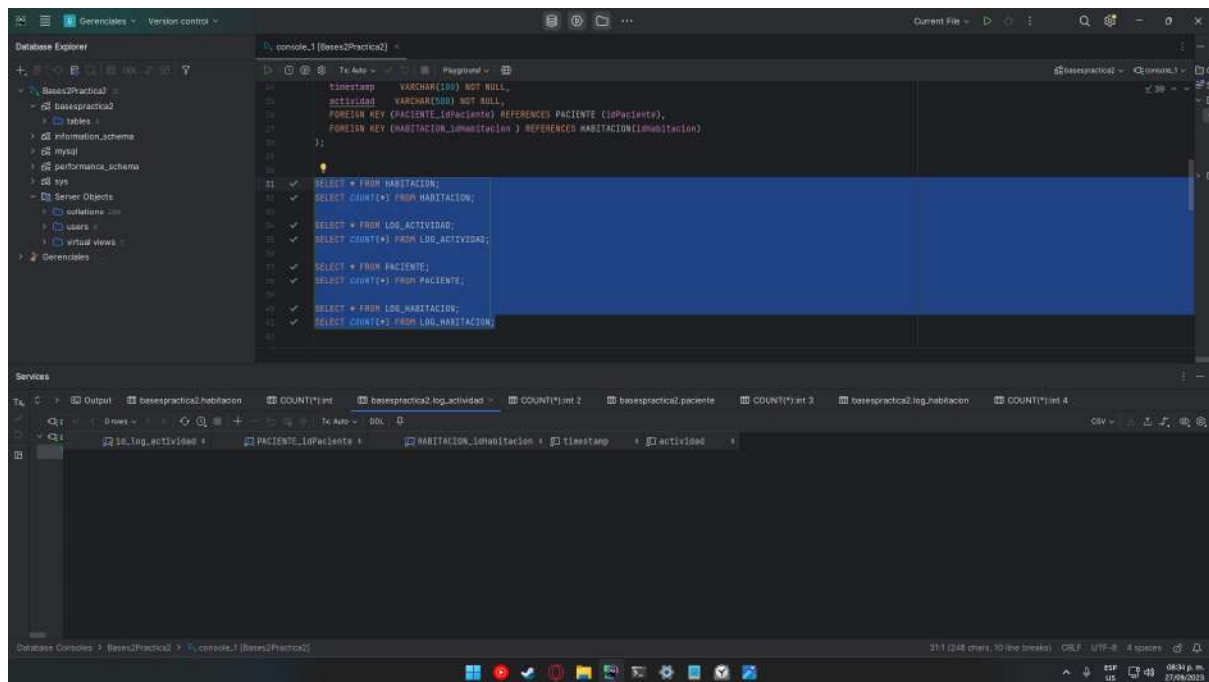 Gerenciales Version control
Current File
Database Explorer
console_1 [Bases2Practica2]
Tx: Auto Playground
basespractica2 console_1
Bases2Practica2
basespractica2
tables
information_schema
mysql
performance_schema
sys
Server Objects
collations
users
virtual views
Gerenciales
39
timestamp VARCHAR(100) NOT NULL,
actividad VARCHAR(500) NOT NULL,
FOREIGN KEY (PACIENTE_idPaciente) REFERENCES PACIENTE (idPaciente),
FOREIGN KEY (HABITACION_idHabitacion ) REFERENCES HABITACION(idHabitacion)
);
31 SELECT * FROM HABITACION;
SELECT COUNT(*) FROM HABITACION;
SELECT * FROM LOG_ACTIVIDAD;
SELECT COUNT(*) FROM LOG_ACTIVIDAD;
SELECT * FROM PACIENTE;
SELECT COUNT(*) FROM PACIENTE;
SELECT * FROM LOG_HABITACION;
SELECT COUNT(*) FROM LOG_HABITACION;
Services
Tx Output basespractica2.habitacion COUNT(*):int basespractica2.log_actividad COUNT(*):int 2 basespractica2.paciente COUNT(*):int 3 basespractica2.log_habitacion COUNT(*):int 4
0 rows Tx: Auto DDL CSV
id_log_actividad PACIENTE_idPaciente HABITACION_idHabitacion timestamp actividad
Database Consoles > Bases2Practica2 > console_1 [Bases2Practica2]
31:1 (248 chars, 10 line breaks) CRLF UTF-8 4 spaces
ESP
US
08:34 p. m.
27/09/2023